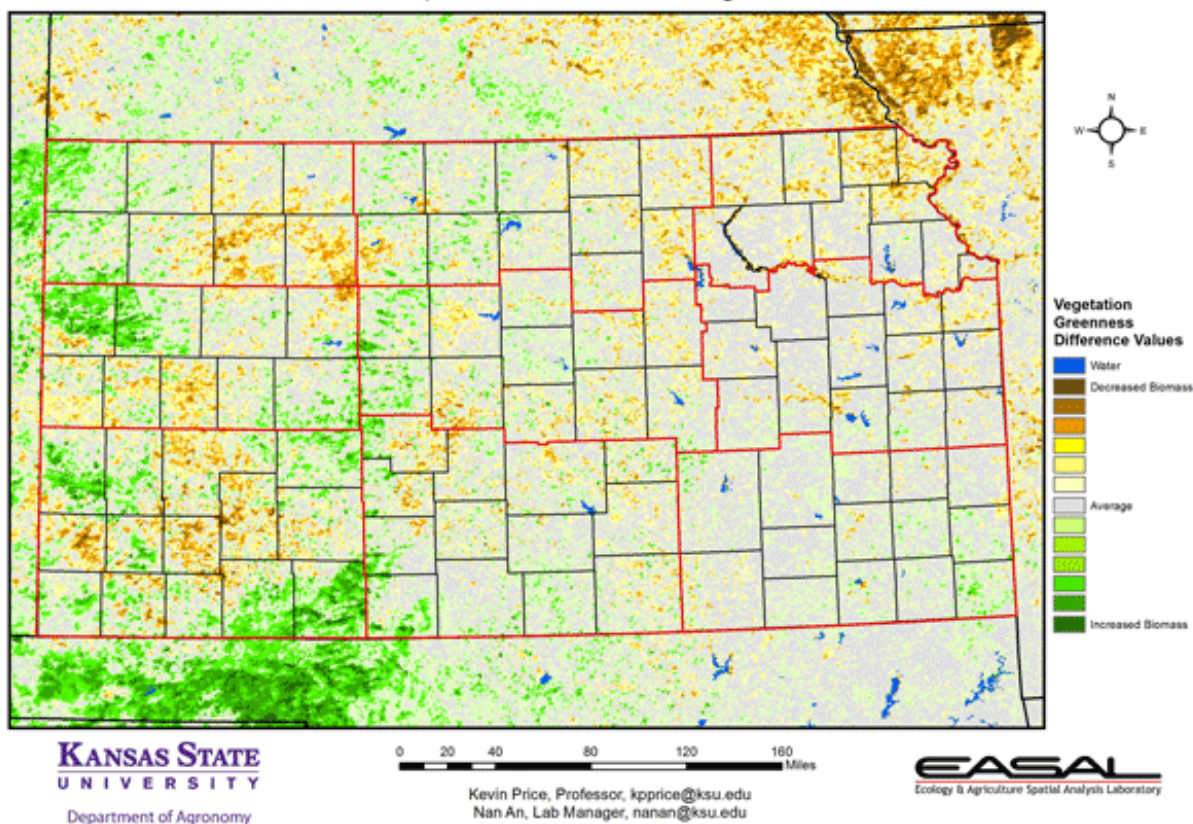 N
W
E
S
Vegetation
Greenness
Difference Values
Water
Decreased Biomass
Average
Increased Biomass
KANSAS STATE
UNIVERSITY
Department of Agronomy
0 20 40 80 120 160
Miles
Kevin Price, Professor, kpprice@ksu.edu
Nan An, Lab Manager, nanan@ksu.edu
EASAL
Ecology & Agriculture Spatial Analysis Laboratory